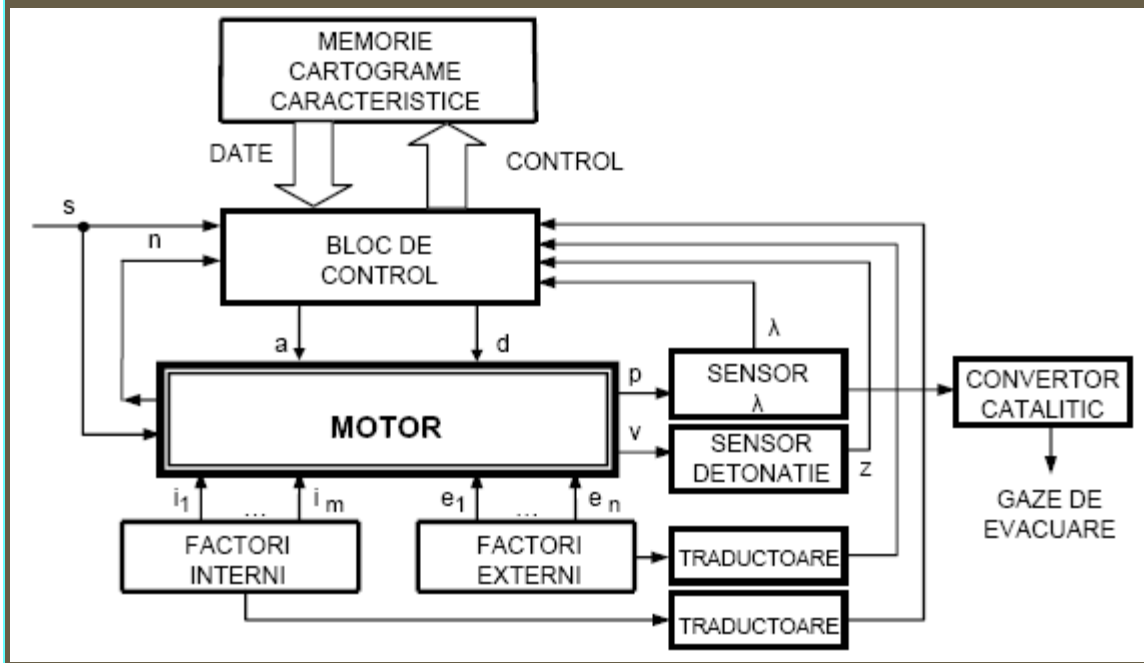 MEMORIE
CARTOGRAME
CARACTERISTICE
DATE
CONTROL
s
n
BLOC DE
CONTROL
a
d
λ
p
SENSOR
λ
CONVERTOR
CATALITIC
MOTOR
v
SENSOR
DETONATIE
z
i1
...
i m
e1
...
e n
GAZE DE
EVACUARE
FACTORI
INTERNI
FACTORI
EXTERNI
TRADUCTOARE
TRADUCTOARE